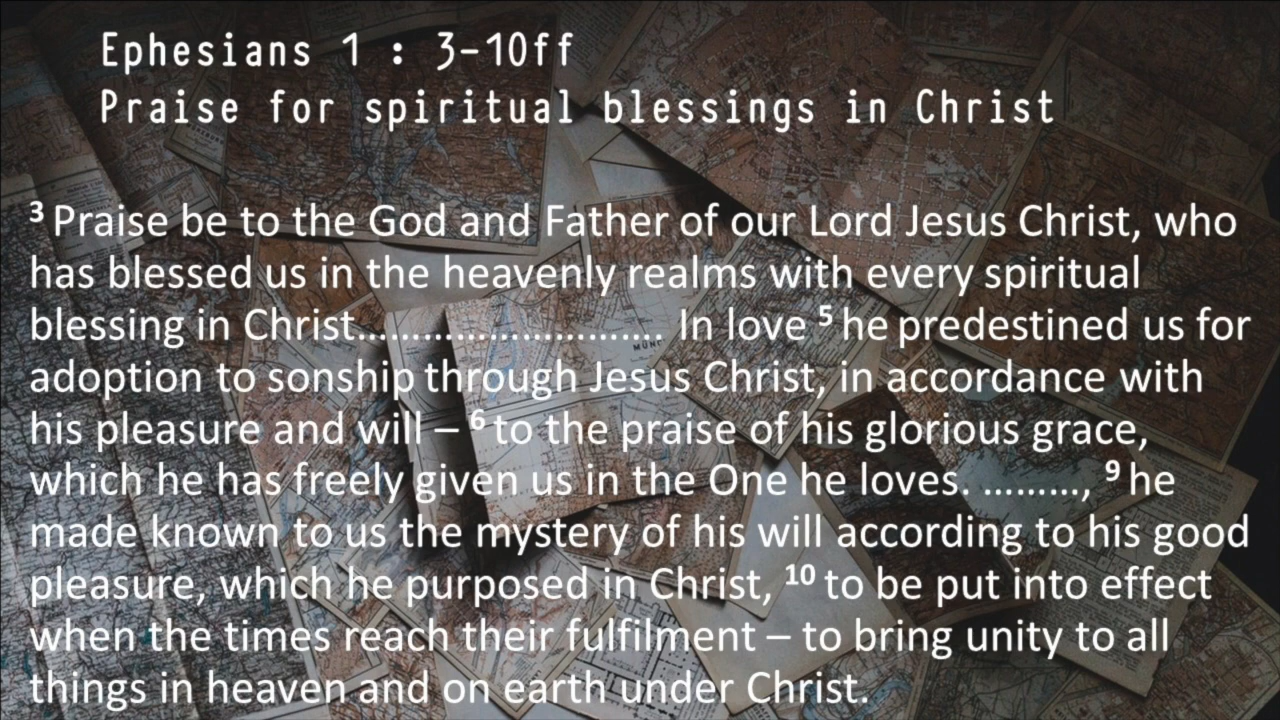 Ephesians 1 : 3-10ff
Praise for spiritual blessings in Christ
3 Praise be to the God and Father of our Lord Jesus Christ, who
has blessed us in the heavenly realms with every spiritual
blessing in Christ………………………. In love 5 he predestined us for
adoption to sonship through Jesus Christ, in accordance with
his pleasure and will – 6 to the praise of his glorious grace,
which he has freely given us in the One he loves. ………, 9 he
made known to us the mystery of his will according to his good
pleasure, which he purposed in Christ, 10 to be put into effect
when the times reach their fulfilment – to bring unity to all
things in heaven and on earth under Christ.